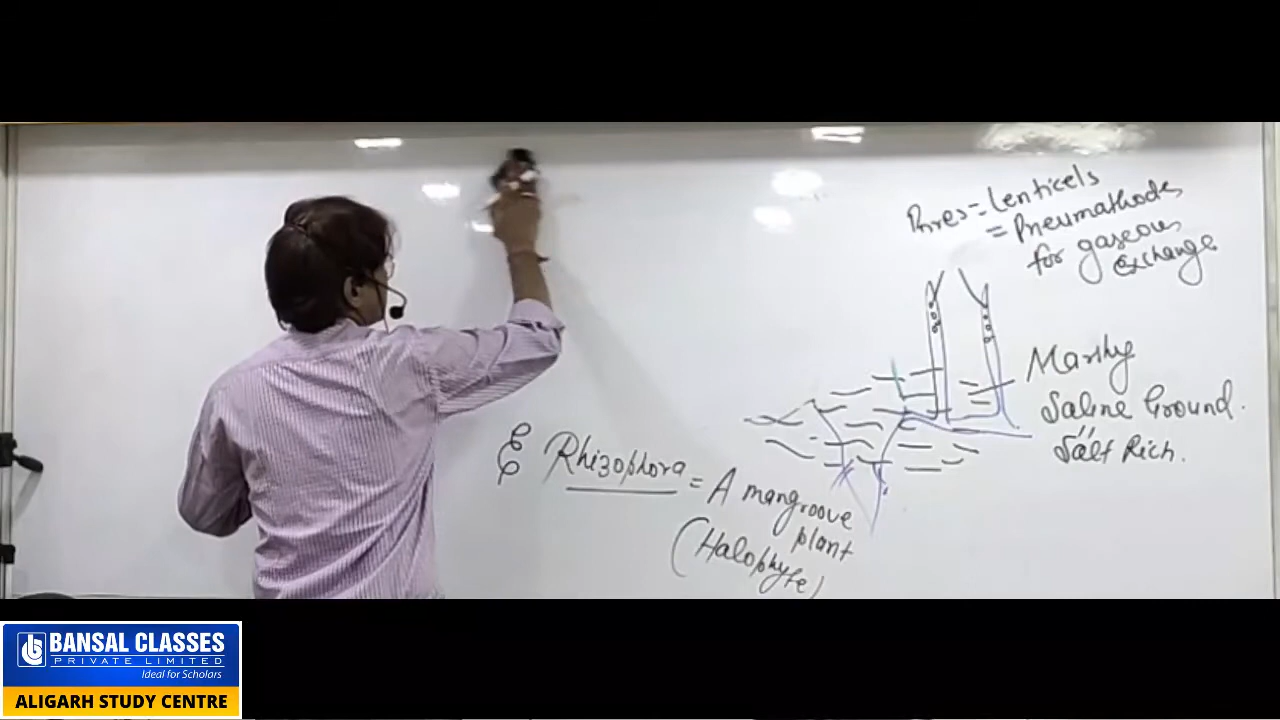 Pores = Lenticels
= Pneumathodes
for gaseous
exchange
Marshy
Saline Ground.
Salt Rich.
Rhizophora = A mangroove
plant
(Halophyte)
BANSAL CLASSES
PRIVATE LIMITED
Ideal for Scholars
ALIGARH STUDY CENTRE